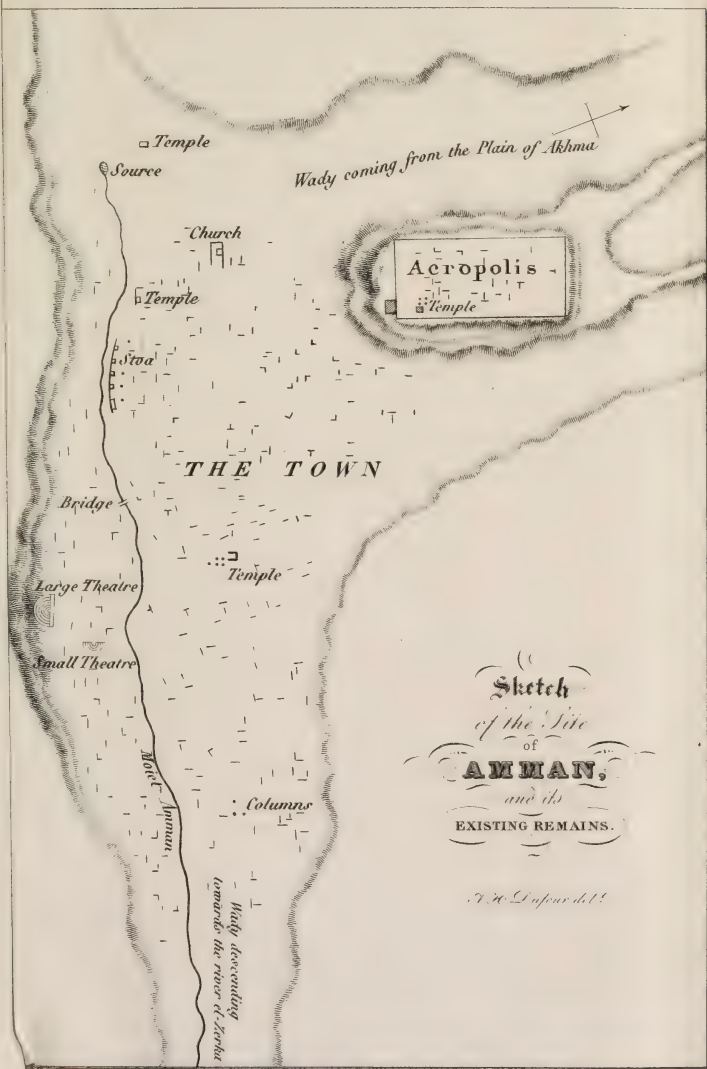 Temple
Source
Wady coming from the Plain of Akhma
Church
Acropolis
Temple
Temple
Stoa
THE TOWN
Bridge
Temple
Large Theatre
Small Theatre
Moiet Amman
Columns
Wady descending
towards the river el-Zerka
Sketch
of the Site
of
AMMAN,
and its
EXISTING REMAINS.
A. H. Dufour delt.